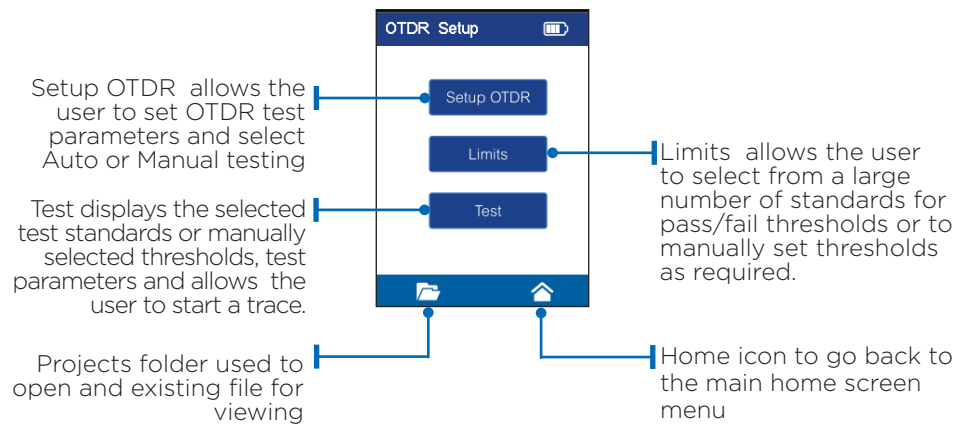 OTDR Setup
Setup OTDR allows the
user to set OTDR test
parameters and select
Auto or Manual testing
Setup OTDR
Limits
Limits allows the user
to select from a large
number of standards for
pass/fail thresholds or to
manually set thresholds
as required.
Test displays the selected
test standards or manually
selected thresholds, test
parameters and allows the
user to start a trace.
Test
Projects folder used to
open and existing file for
viewing
Home icon to go back to
the main home screen
menu